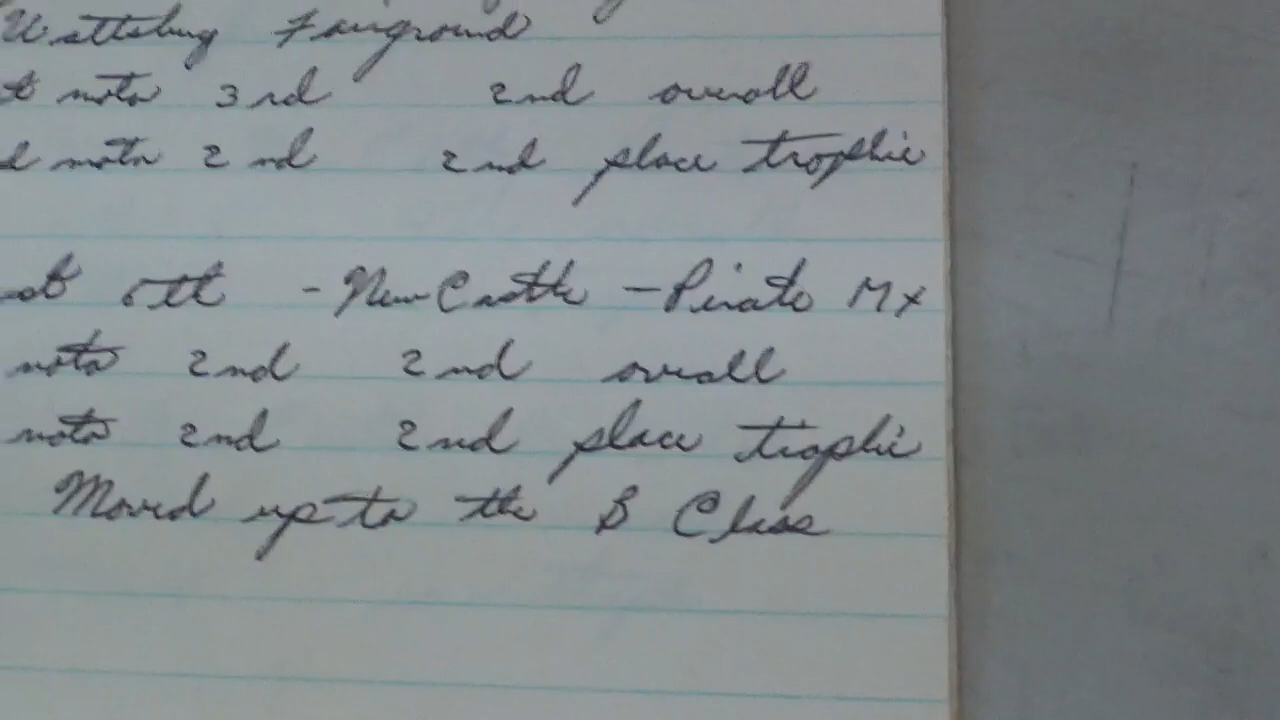 Wattsburg Fairground
moto 3rd 2nd overall
moto 2nd 2nd place trophie
5th - New Castle - Pirate Mx
moto 2nd 2nd overall
moto 2nd 2nd place trophie
Moved up to the B Class